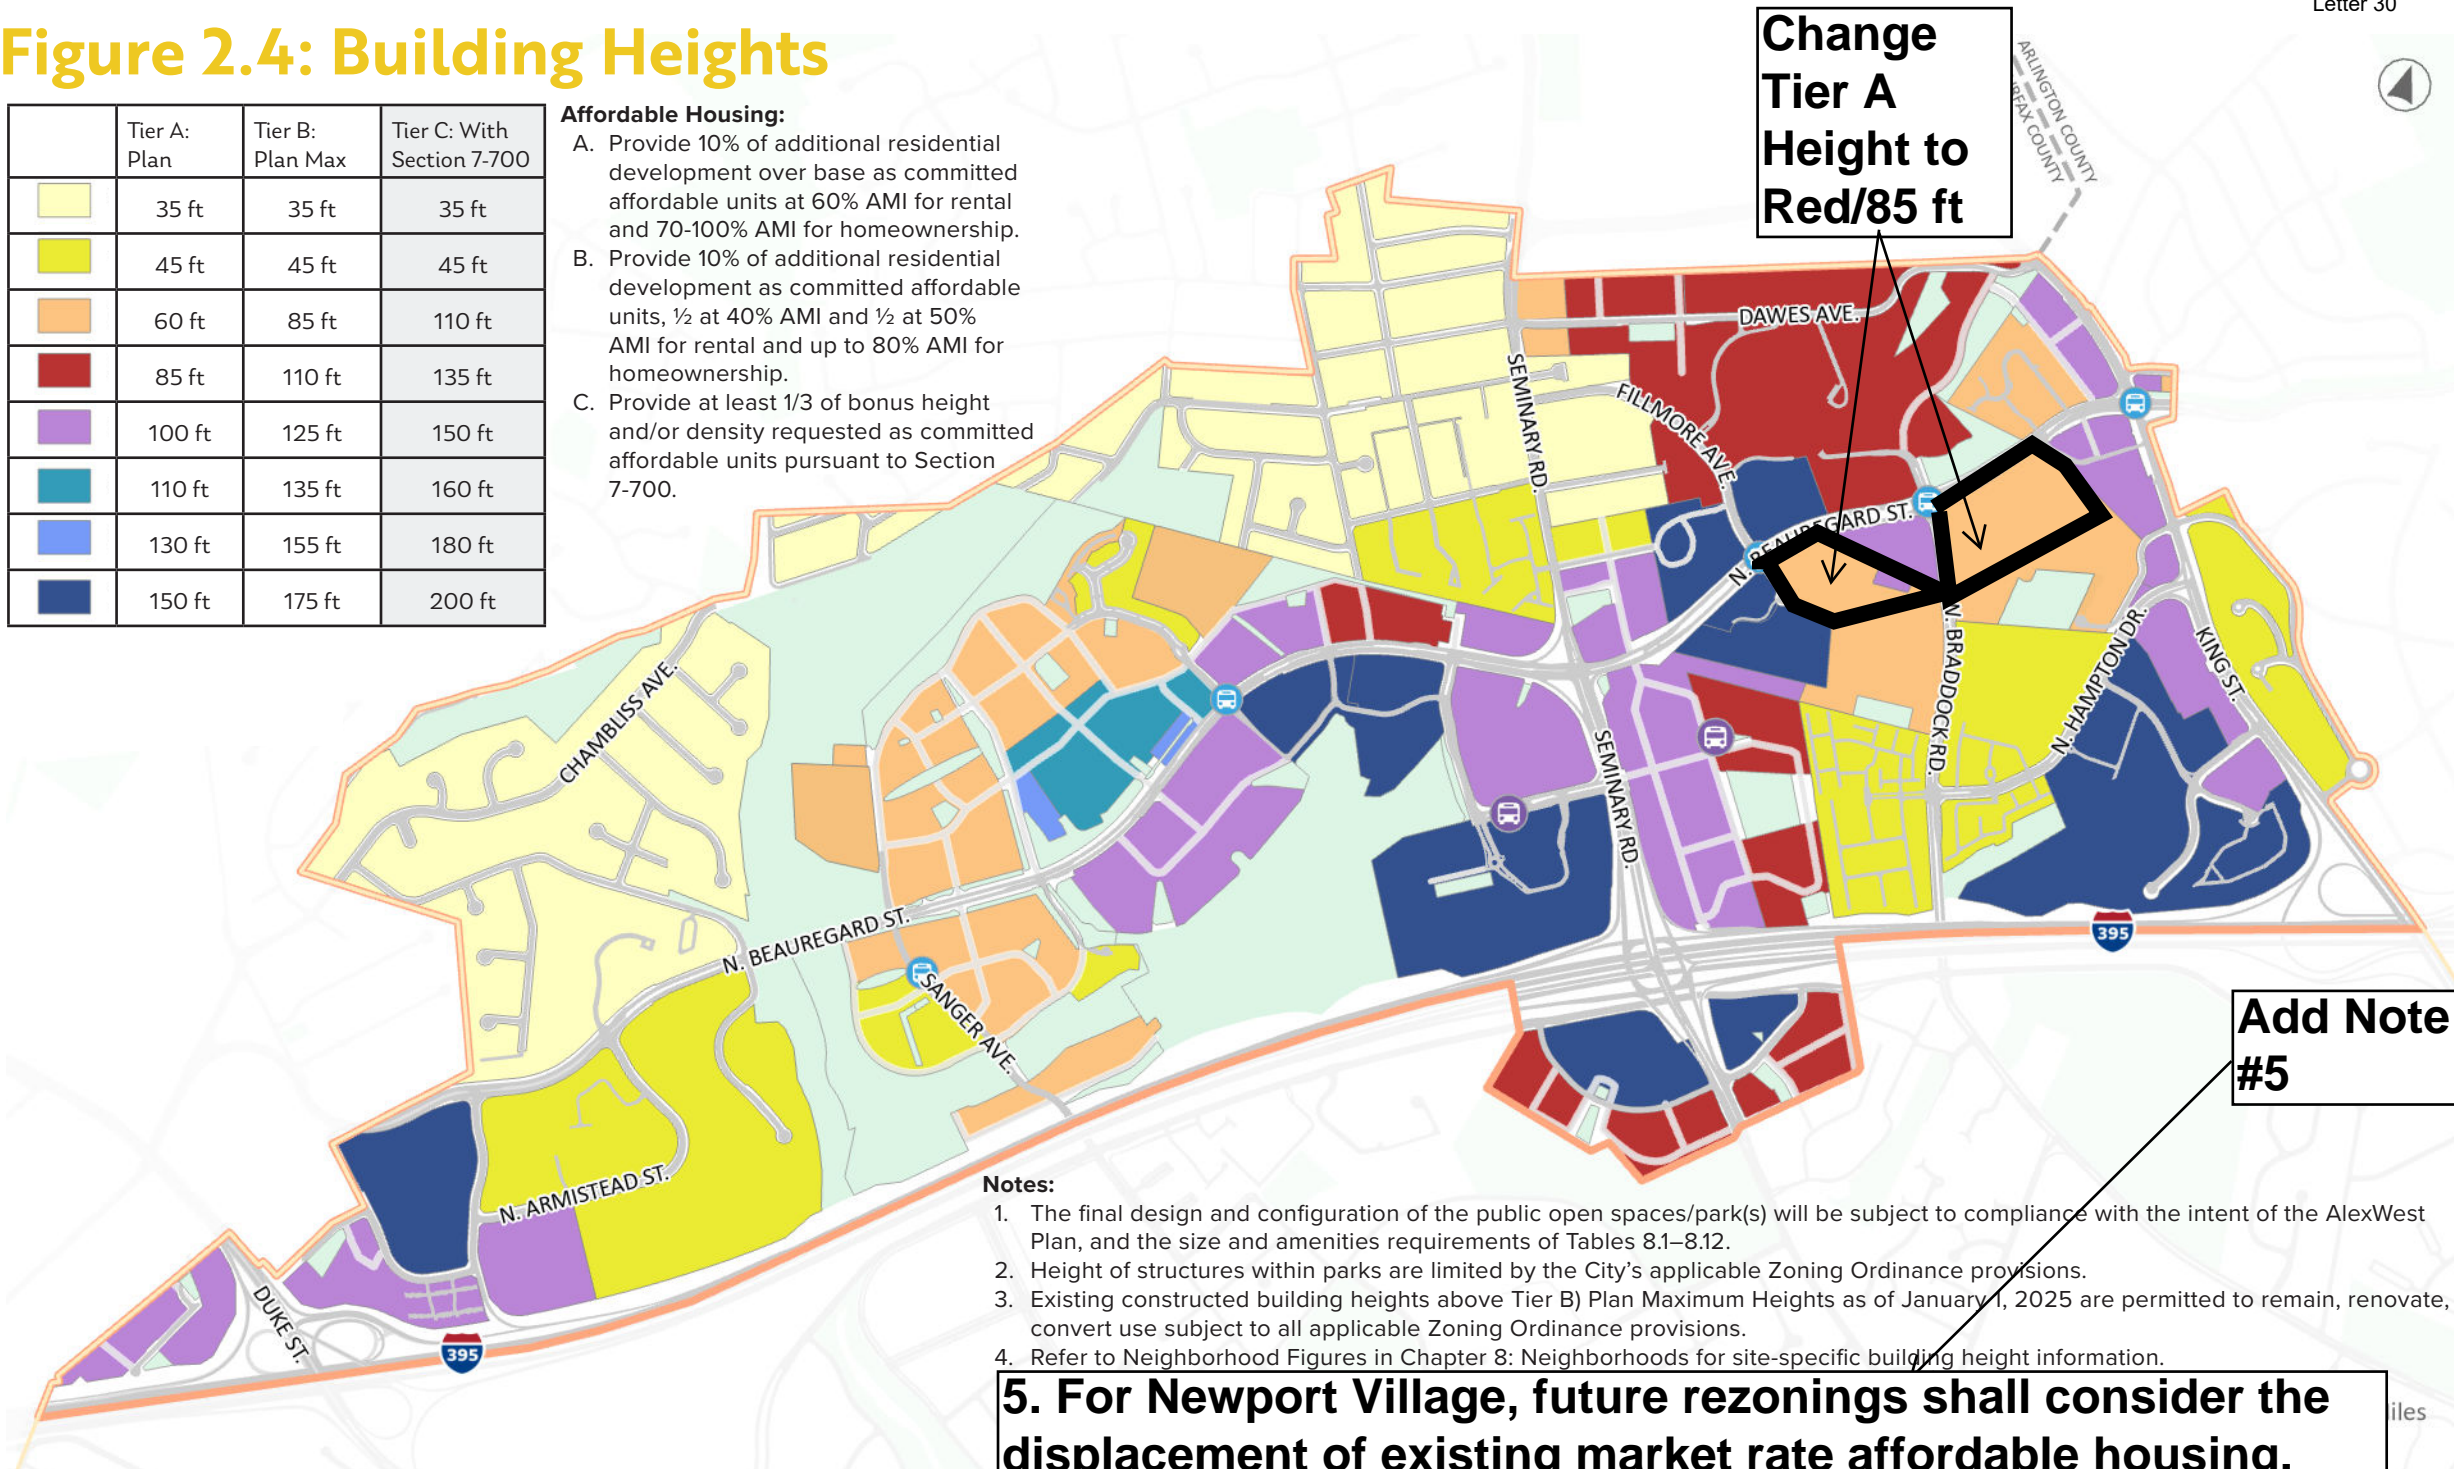 Letter 30
Figure 2.4: Building Heights
Tier A: Plan
Tier B: Plan Max
Tier C: With Section 7-700
35 ft 35 ft 35 ft
45 ft 45 ft 45 ft
60 ft 85 ft 110 ft
85 ft 110 ft 135 ft
100 ft 125 ft 150 ft
110 ft 135 ft 160 ft
130 ft 155 ft 180 ft
150 ft 175 ft 200 ft
Affordable Housing:
A. Provide 10% of additional residential
development over base as committed
affordable units at 60% AMI for rental
and 70-100% AMI for homeownership.
B. Provide 10% of additional residential
development as committed affordable
units, ½ at 40% AMI and ½ at 50%
AMI for rental and up to 80% AMI for
homeownership.
C. Provide at least 1/3 of bonus height
and/or density requested as committed
affordable units pursuant to Section
7-700.
Change
Tier A
Height to
Red/85 ft
ARLINGTON COUNTY
FAIRFAX COUNTY
DAWES AVE.
SEMINARY RD.
FILLMORE AVE.
N. BEAUREGARD ST.
N. BRADDOCK RD.
N. HAMPTON DR.
KING ST.
CHAMBLISS AVE.
SEMINARY RD.
N. BEAUREGARD ST.
SANGER AVE.
395
N. ARMISTEAD ST.
DUKE ST.
395
Add Note
#5
Notes:
1. The final design and configuration of the public open spaces/park(s) will be subject to compliance with the intent of the AlexWest
Plan, and the size and amenities requirements of Tables 8.1–8.12.
2. Height of structures within parks are limited by the City's applicable Zoning Ordinance provisions.
3. Existing constructed building heights above Tier B) Plan Maximum Heights as of January 1, 2025 are permitted to remain, renovate,
convert use subject to all applicable Zoning Ordinance provisions.
4. Refer to Neighborhood Figures in Chapter 8: Neighborhoods for site-specific building height information.
5. For Newport Village, future rezonings shall consider the
displacement of existing market rate affordable housing.